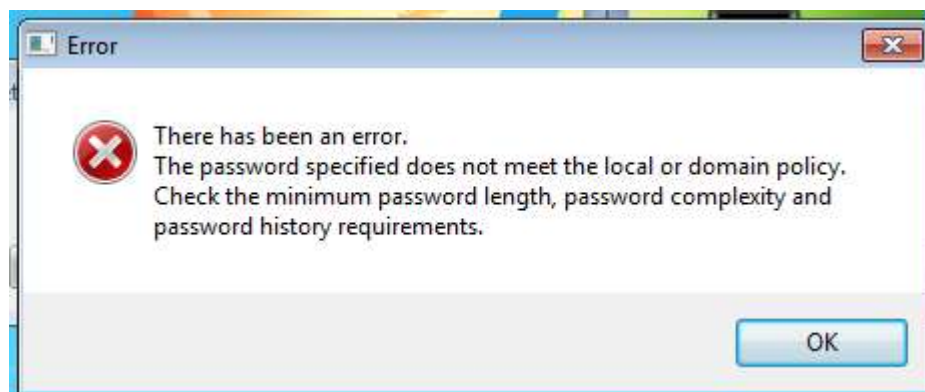 Error
There has been an error.
The password specified does not meet the local or domain policy.
Check the minimum password length, password complexity and
password history requirements.
OK